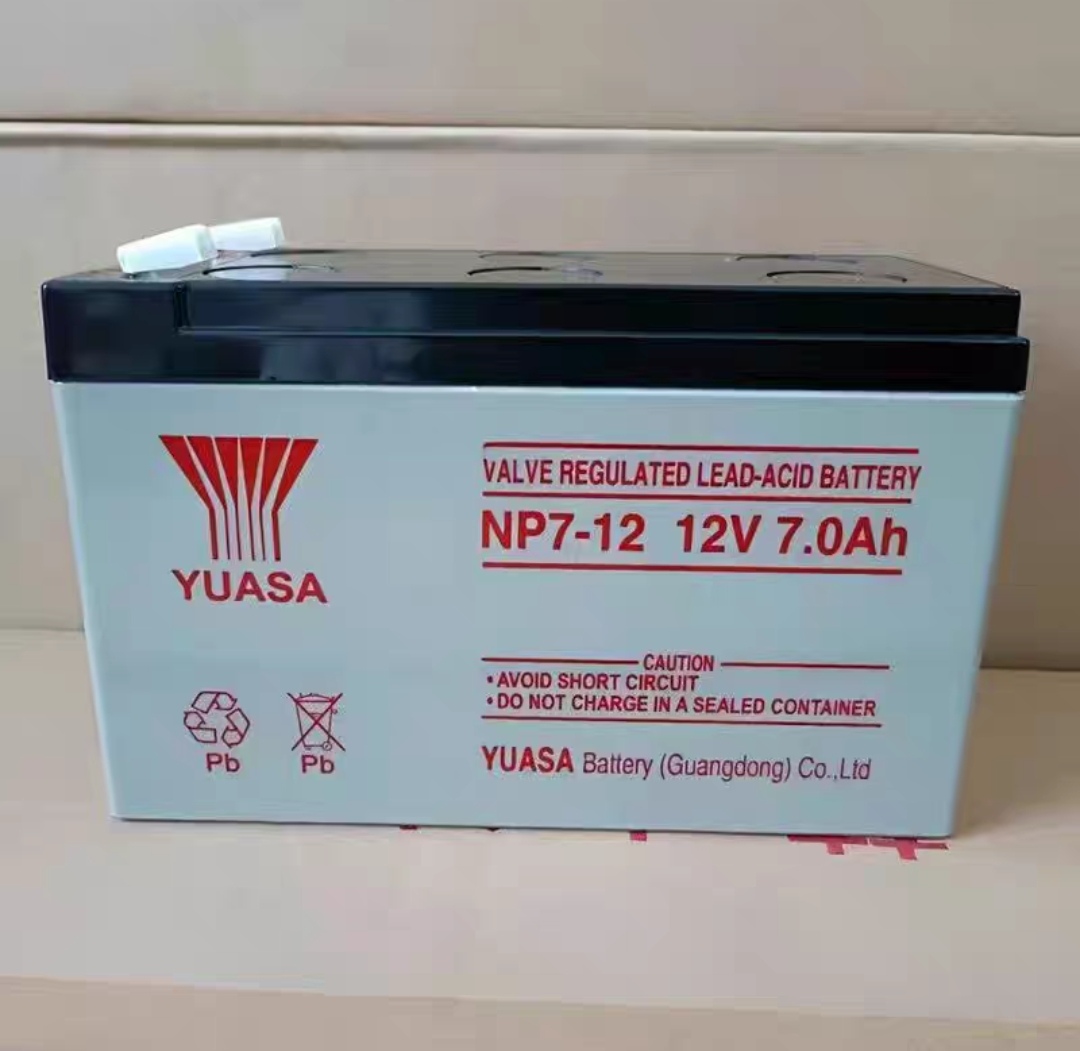 YUASA
VALVE REGULATED LEAD-ACID BATTERY
NP7-12 12V 7.0Ah
CAUTION
• AVOID SHORT CIRCUIT
• DO NOT CHARGE IN A SEALED CONTAINER
Pb Pb
YUASA Battery (Guangdong) Co.,Ltd